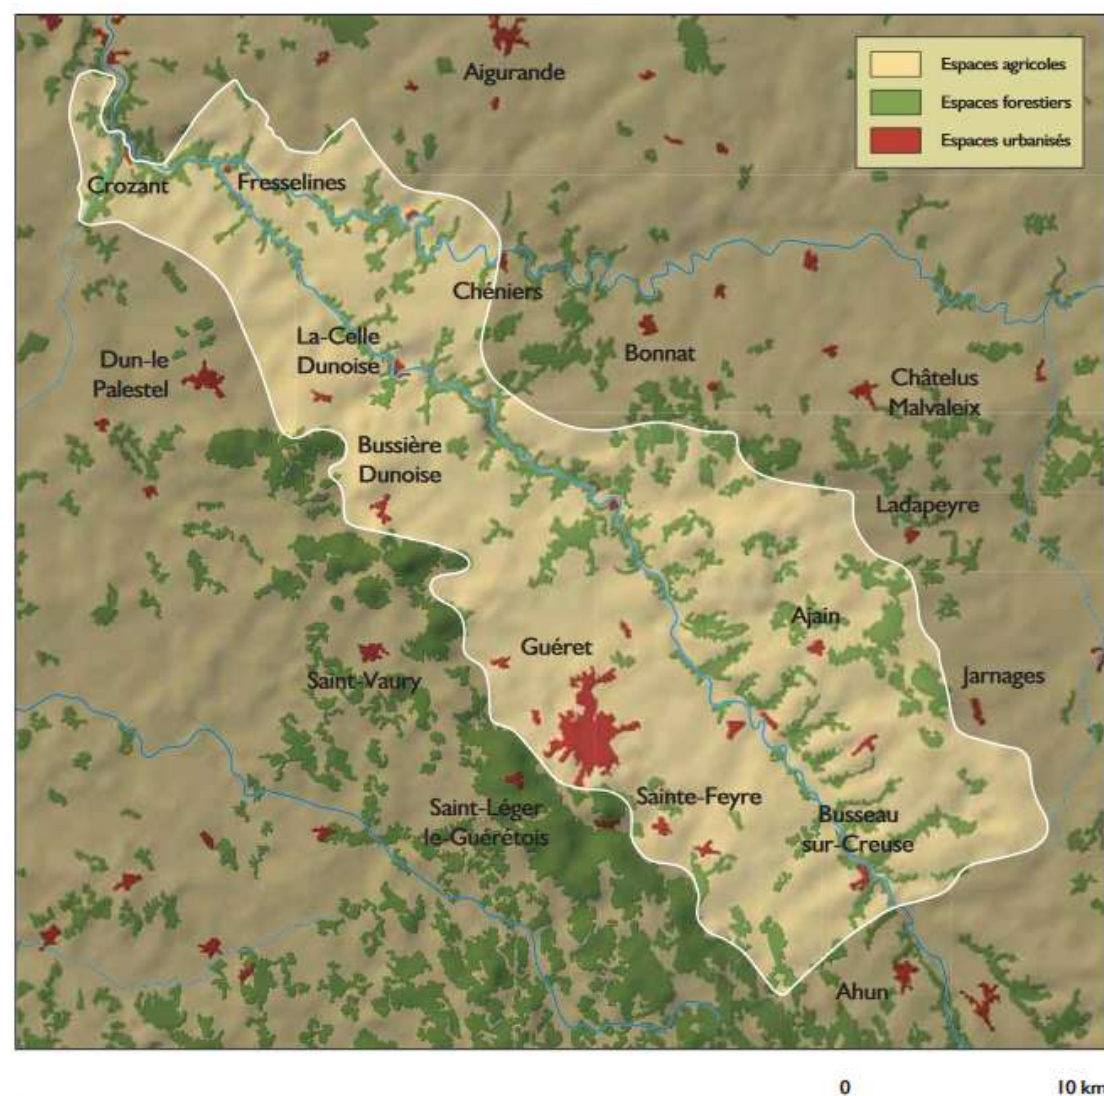 Aigurande
Espaces agricoles
Espaces forestiers
Espaces urbanisés
Crozant
Fresselines
Chéniers
La-Celle
Dunoise
Bonnat
Dun-le
Palestel
Châtelus
Malvaleix
Bussière
Dunoise
Ladapeyre
Ajain
Guéret
Saint-Vaury
Jarnages
Sainte-Feyre
Saint-Léger
le-Guérétois
Busseau
sur-Creuse
Ahun
0 10 km